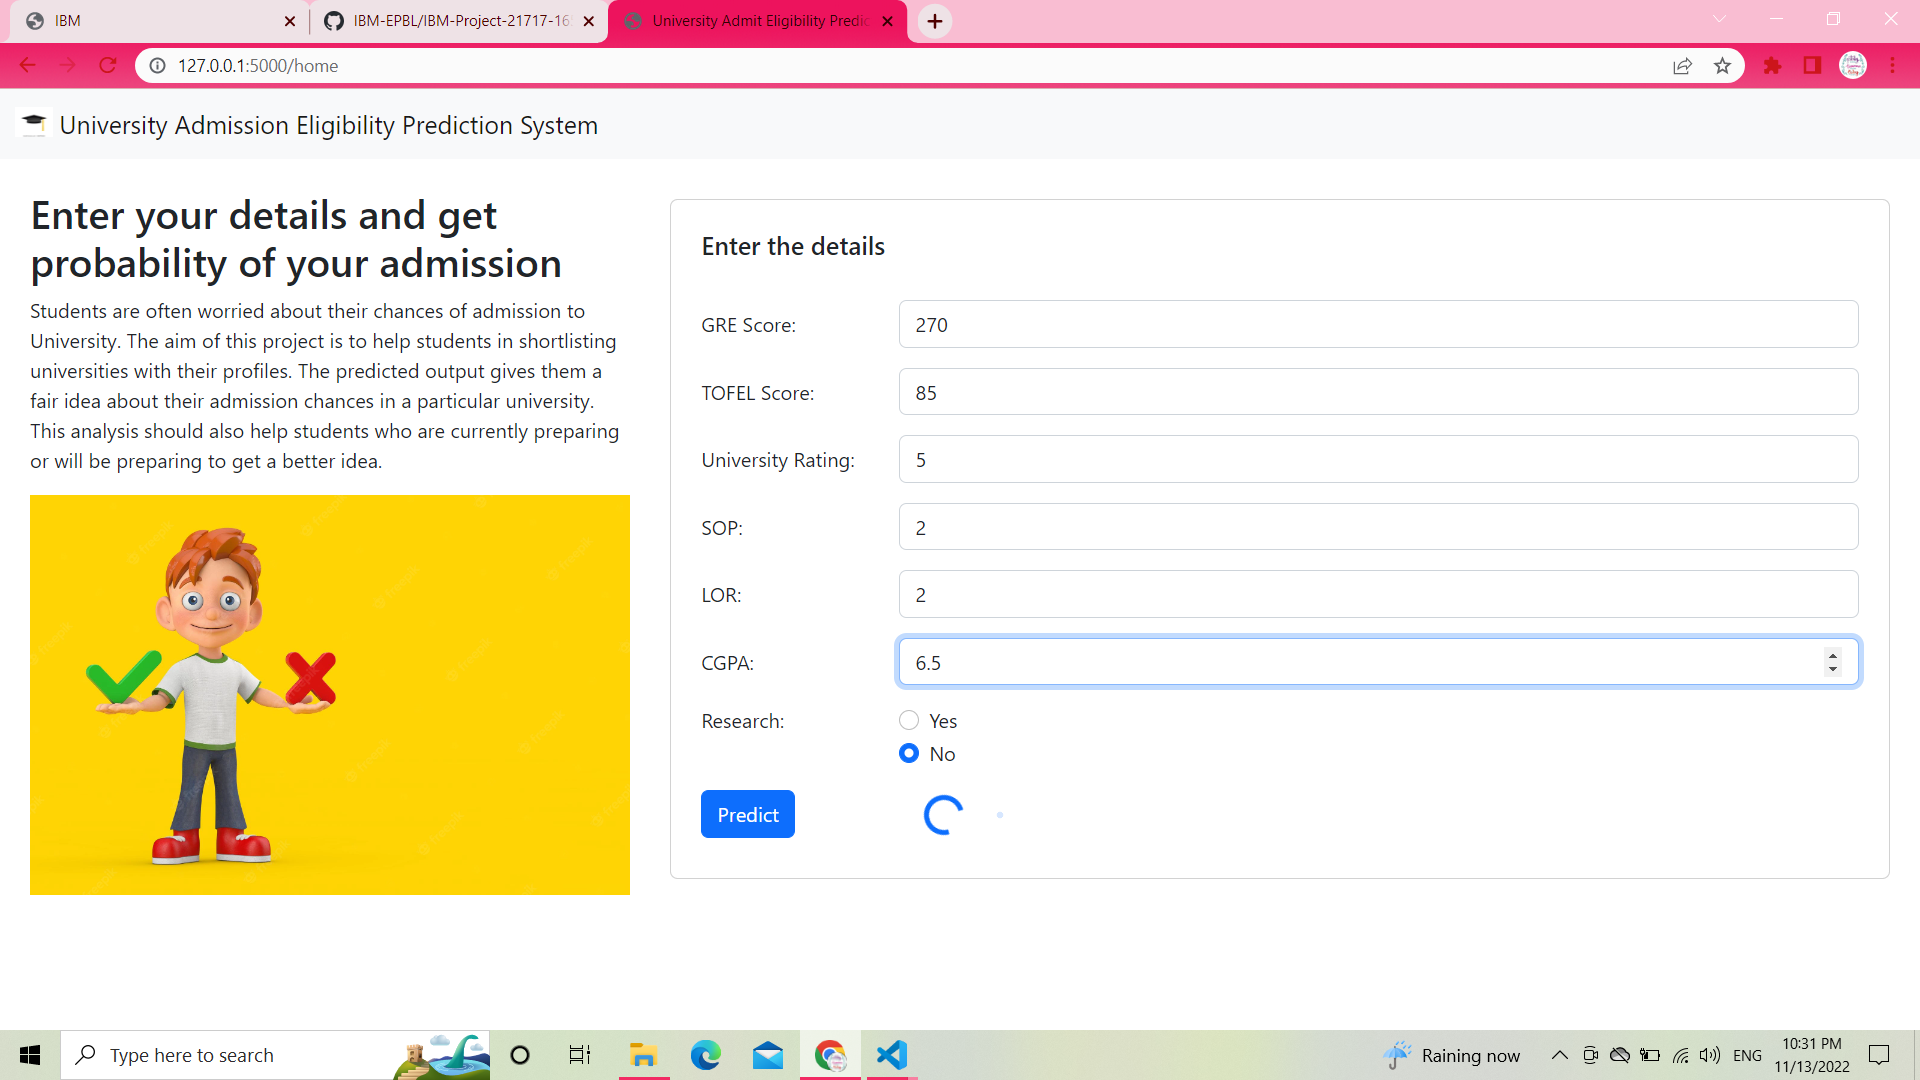 IBM
IBM-EPBL/IBM-Project-21717-16
University Admit Eligibility Predic
127.0.0.1:5000/home
University Admission Eligibility Prediction System
Enter your details and get
probability of your admission
Students are often worried about their chances of admission to
University. The aim of this project is to help students in shortlisting
universities with their profiles. The predicted output gives them a
fair idea about their admission chances in a particular university.
This analysis should also help students who are currently preparing
or will be preparing to get a better idea.
Enter the details
GRE Score: 270
TOFEL Score: 85
University Rating: 5
SOP: 2
LOR: 2
CGPA: 6.5
Research: Yes
No
Predict
Type here to search
Raining now
ENG
10:31 PM
11/13/2022